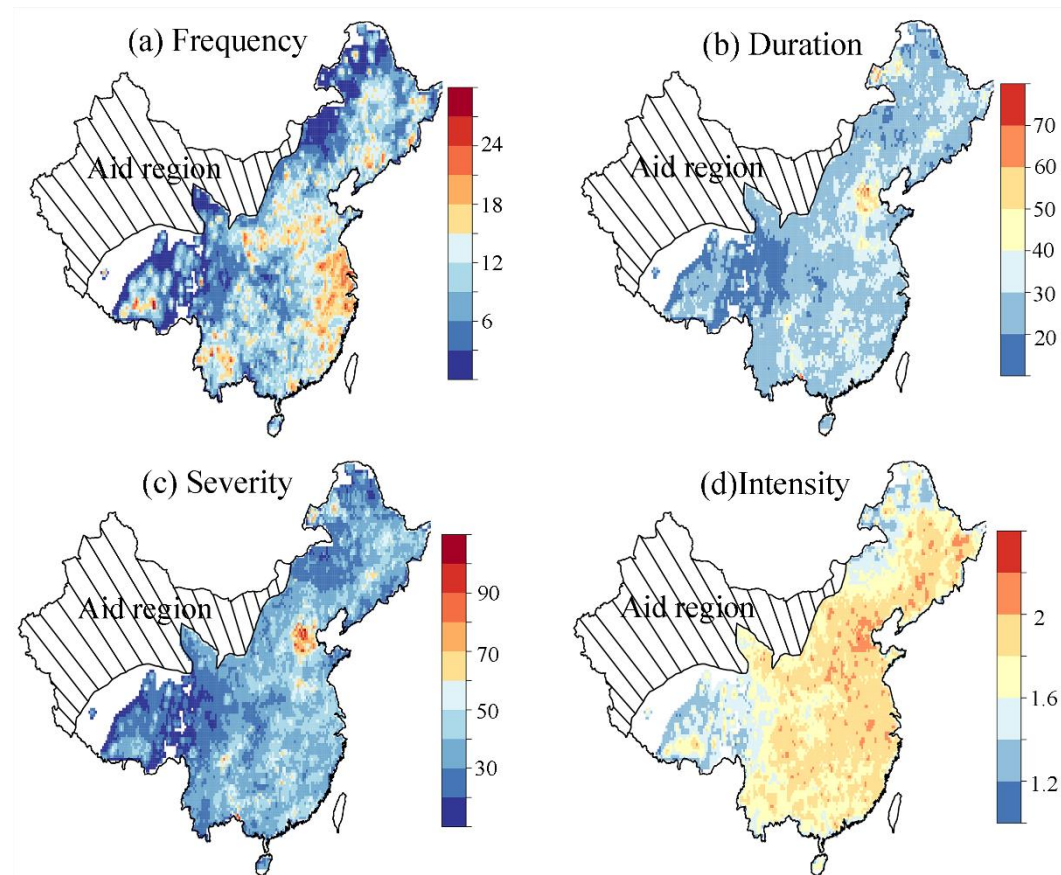 (a) Frequency
Aid region
24
18
12
6
(b) Duration
Aid region
70
60
50
40
30
20
(c) Severity
Aid region
90
70
50
30
(d)Intensity
Aid region
2
1.6
1.2